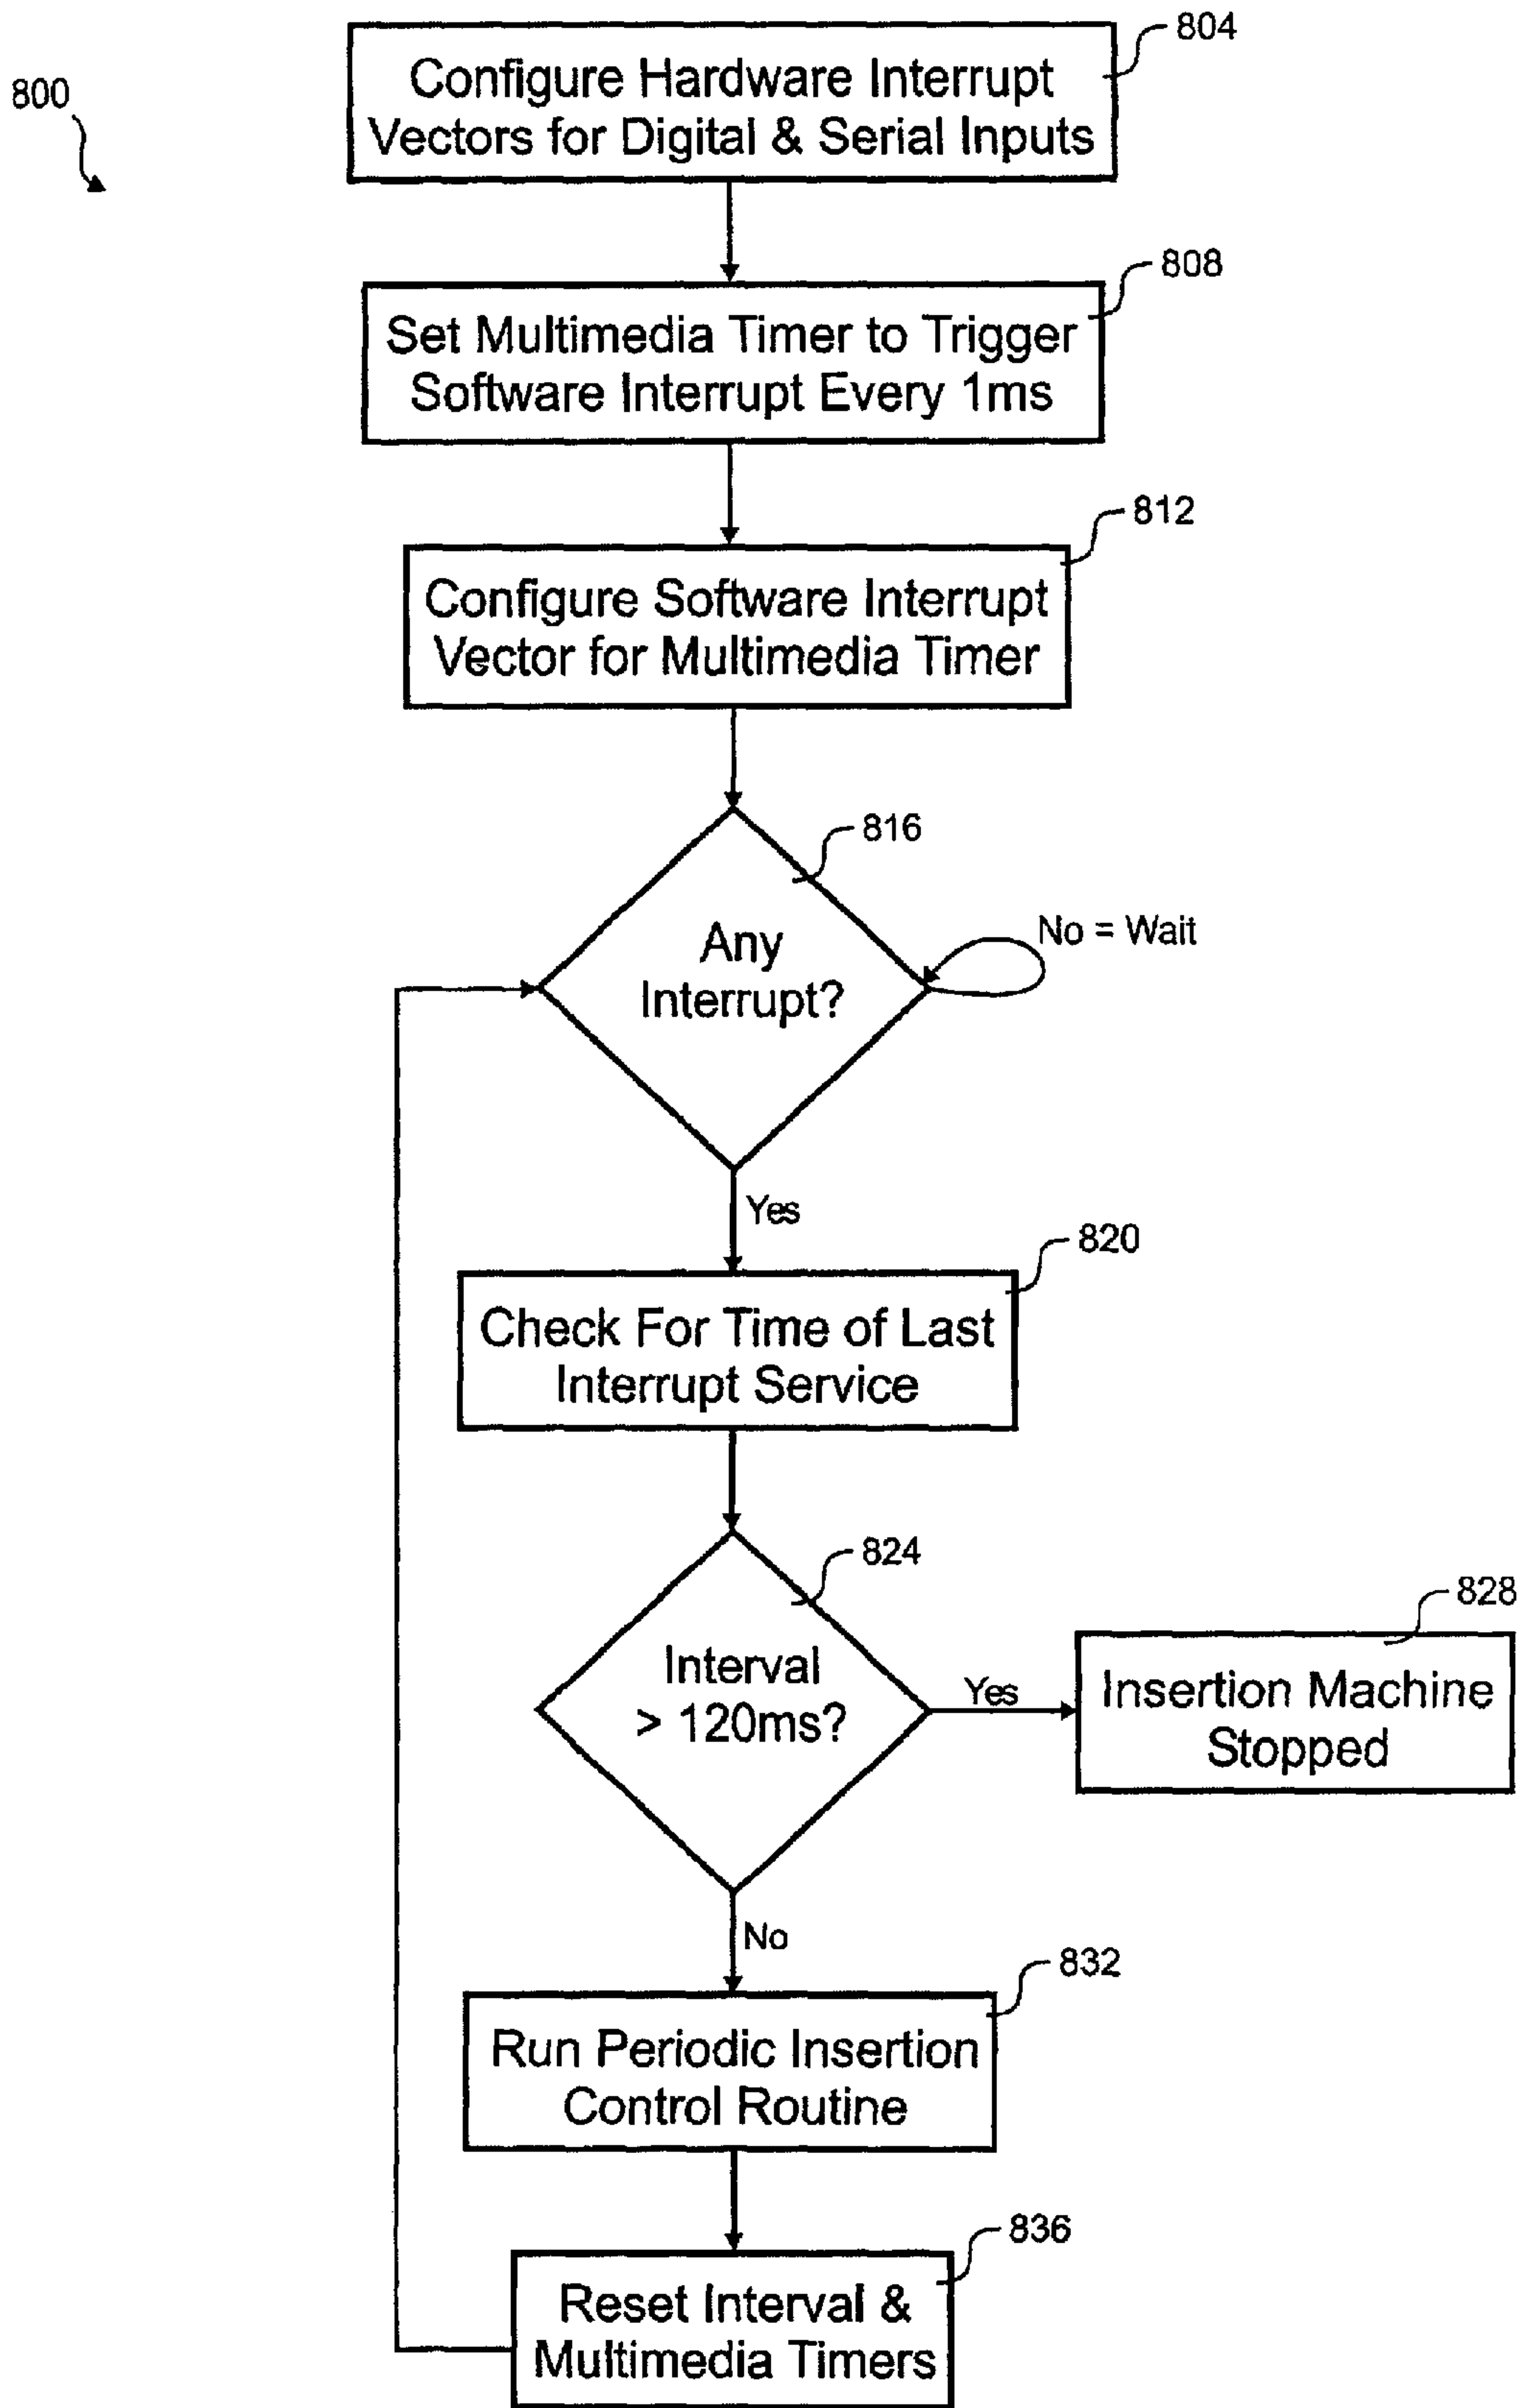 800
804
Configure Hardware Interrupt
Vectors for Digital & Serial Inputs
808
Set Multimedia Timer to Trigger
Software Interrupt Every 1ms
812
Configure Software Interrupt
Vector for Multimedia Timer
816
Any
Interrupt?
No = Wait
Yes
820
Check For Time of Last
Interrupt Service
824
Interval
> 120ms?
Yes
828
Insertion Machine
Stopped
No
832
Run Periodic Insertion
Control Routine
836
Reset Interval &
Multimedia Timers